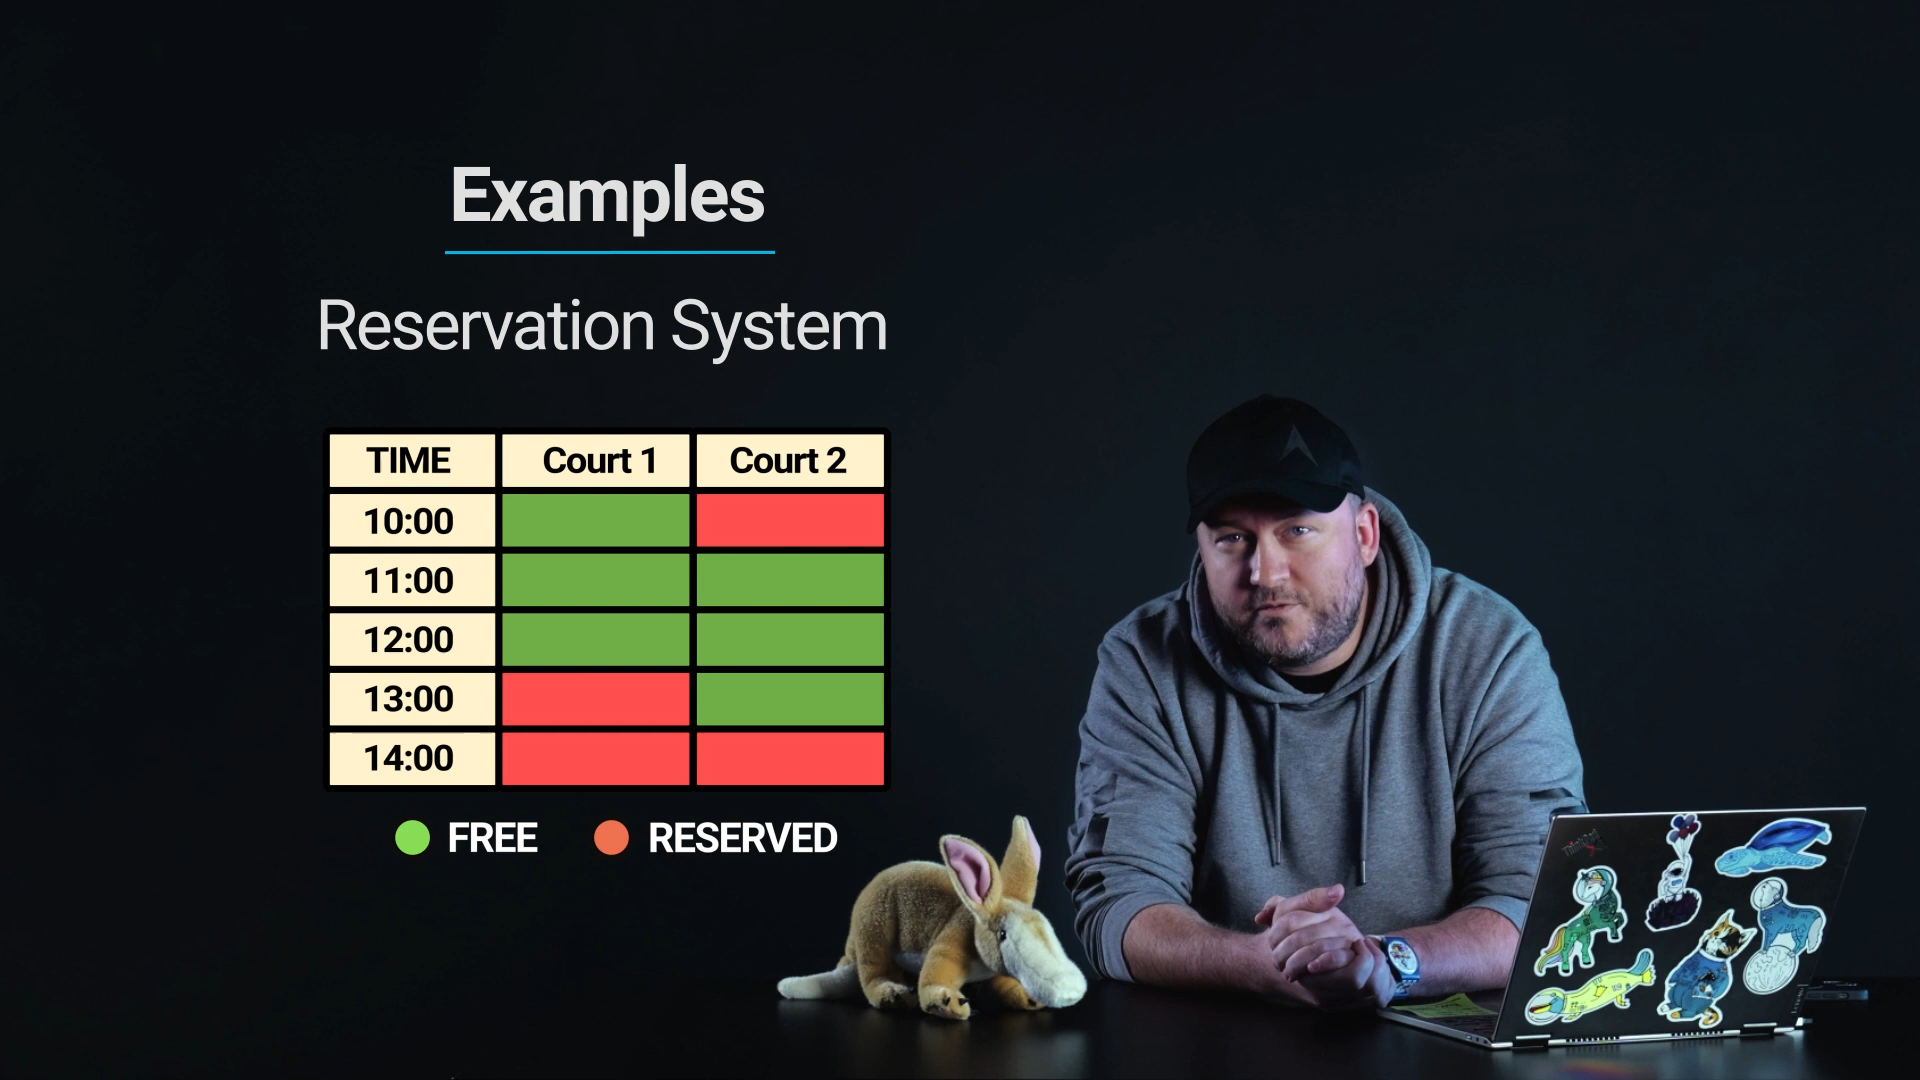 Examples
Reservation System
TIME Court 1 Court 2
10:00
11:00
12:00
13:00
14:00
FREE RESERVED